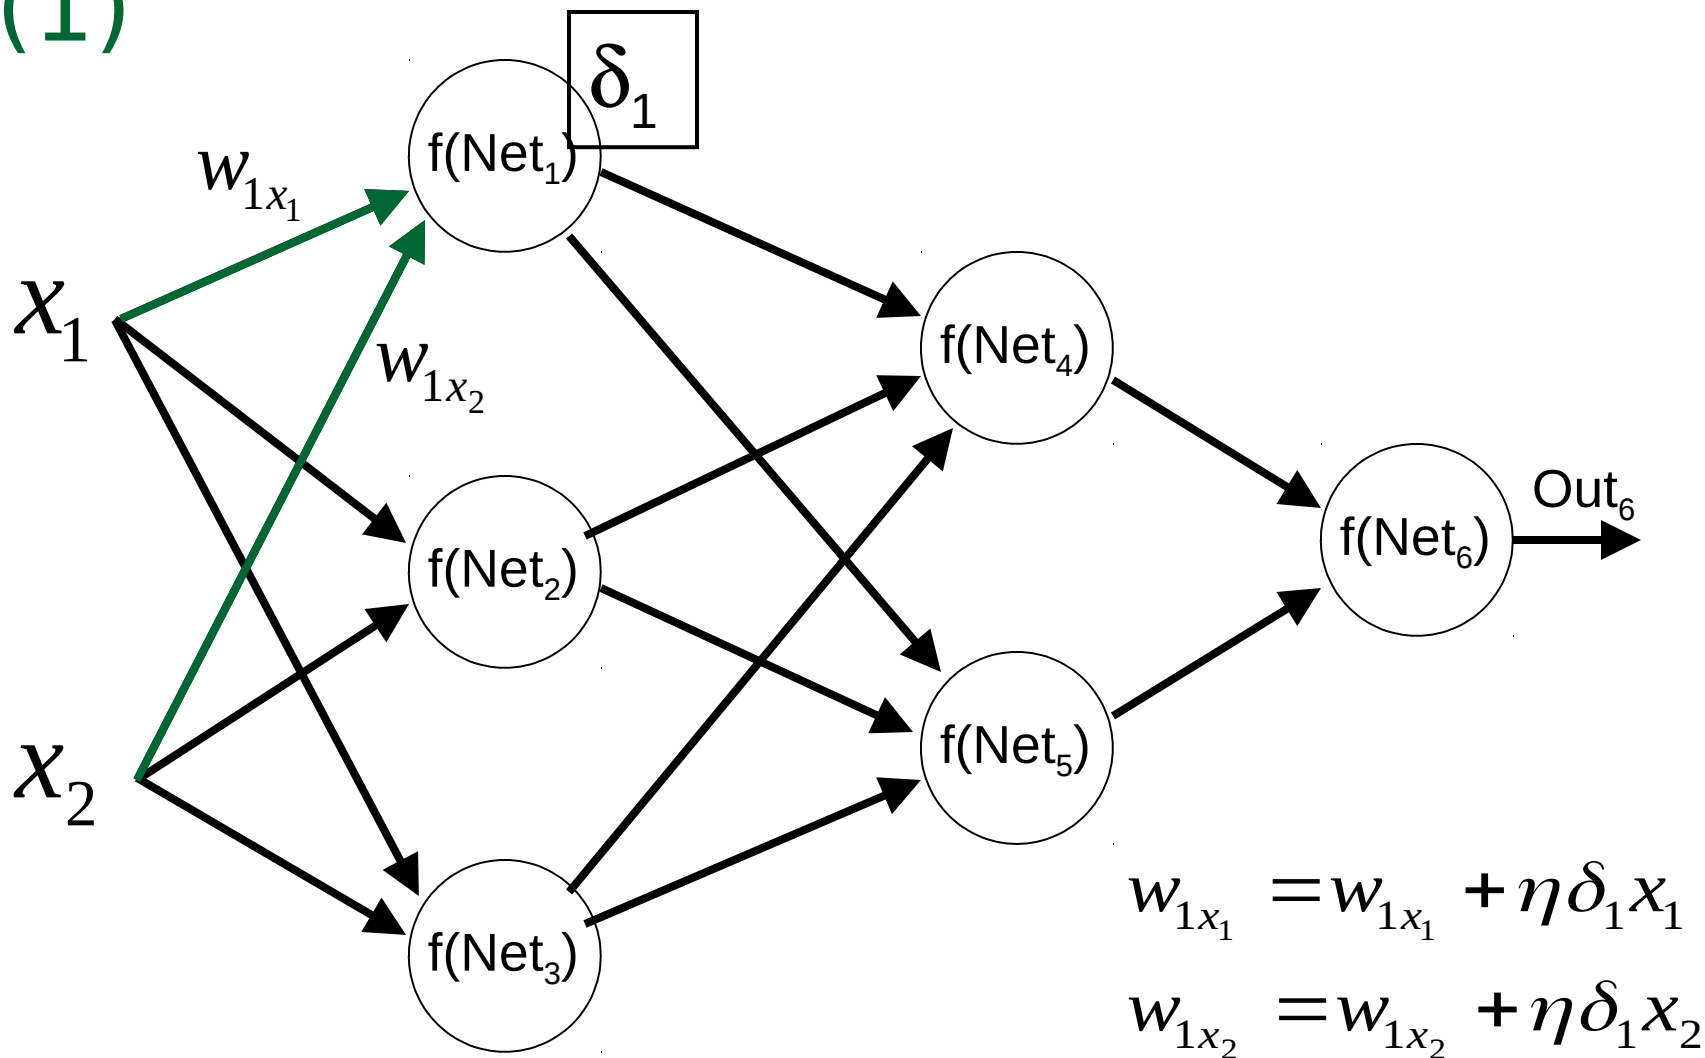 (1)
δ₁
f(Net₁)
w₁ₓ₁
x₁
w₁ₓ₂
f(Net₄)
Out₆
f(Net₆)
f(Net₂)
x₂
f(Net₅)
f(Net₃)
w₁ₓ₁ = w₁ₓ₁ + ηδ₁x₁
w₁ₓ₂ = w₁ₓ₂ + ηδ₁x₂